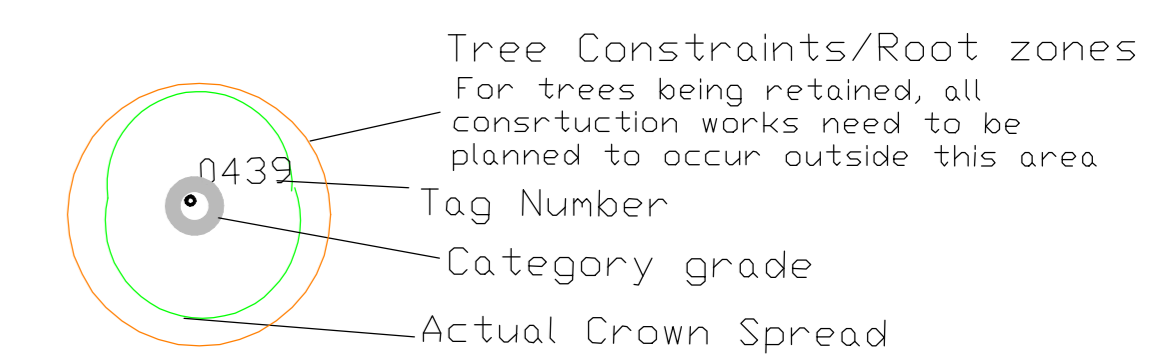 Tree Constraints/Root zones
For trees being retained, all
consrtuction works need to be
planned to occur outside this area
0439
Tag Number
Category grade
Actual Crown Spread